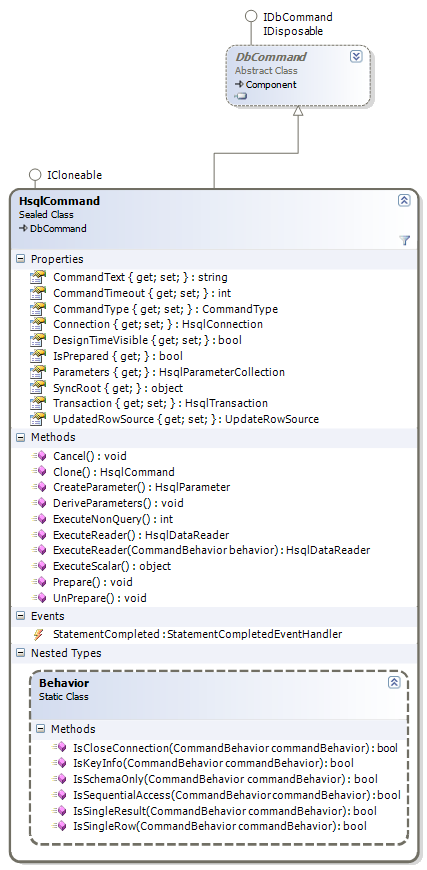 IDbCommand
IDisposable
DbCommand
Abstract Class
Component
ICloneable
HsqlCommand
Sealed Class
DbCommand
Properties
CommandText { get; set; } : string
CommandTimeout { get; set; } : int
CommandType { get; set; } : CommandType
Connection { get; set; } : HsqlConnection
DesignTimeVisible { get; set; } : bool
IsPrepared { get; } : bool
Parameters { get; } : HsqlParameterCollection
SyncRoot { get; } : object
Transaction { get; set; } : HsqlTransaction
UpdatedRowSource { get; set; } : UpdateRowSource
Methods
Cancel() : void
Clone() : HsqlCommand
CreateParameter() : HsqlParameter
DeriveParameters() : void
ExecuteNonQuery() : int
ExecuteReader() : HsqlDataReader
ExecuteReader(CommandBehavior behavior) : HsqlDataReader
ExecuteScalar() : object
Prepare() : void
UnPrepare() : void
Events
StatementCompleted : StatementCompletedEventHandler
Nested Types
Behavior
Static Class
Methods
IsCloseConnection(CommandBehavior commandBehavior) : bool
IsKeyInfo(CommandBehavior commandBehavior) : bool
IsSchemaOnly(CommandBehavior commandBehavior) : bool
IsSequentialAccess(CommandBehavior commandBehavior) : bool
IsSingleResult(CommandBehavior commandBehavior) : bool
IsSingleRow(CommandBehavior commandBehavior) : bool